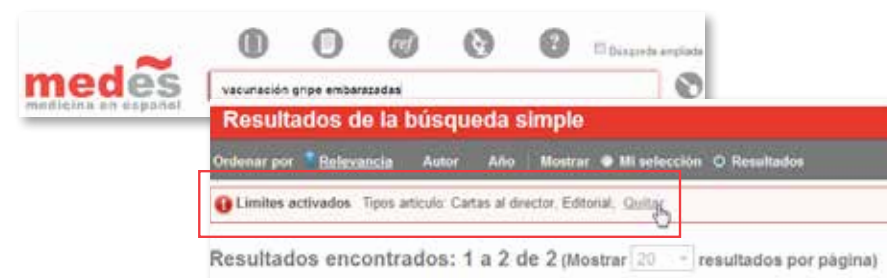 []
ref
?
Búsqueda ampliada
medes
medicina en español
vacunación gripe embarazadas
Resultados de la búsqueda simple
Ordenar por Relevancia Autor Año Mostrar Mi selección Resultados
! Limites activados Tipos artículo: Cartas al director, Editorial, Quitar
Resultados encontrados: 1 a 2 de 2 (Mostrar 20 resultados por página)